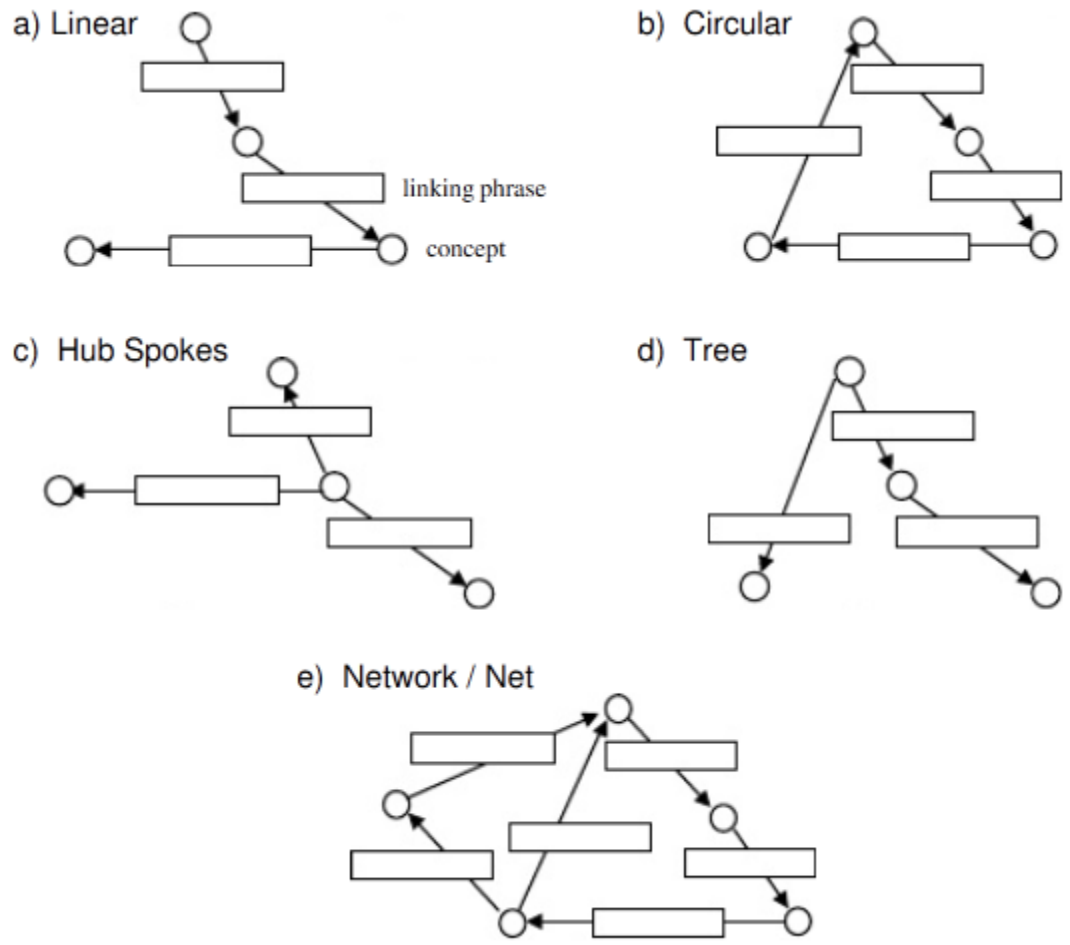 a) Linear
b) Circular
linking phrase
concept
c) Hub Spokes
d) Tree
e) Network / Net